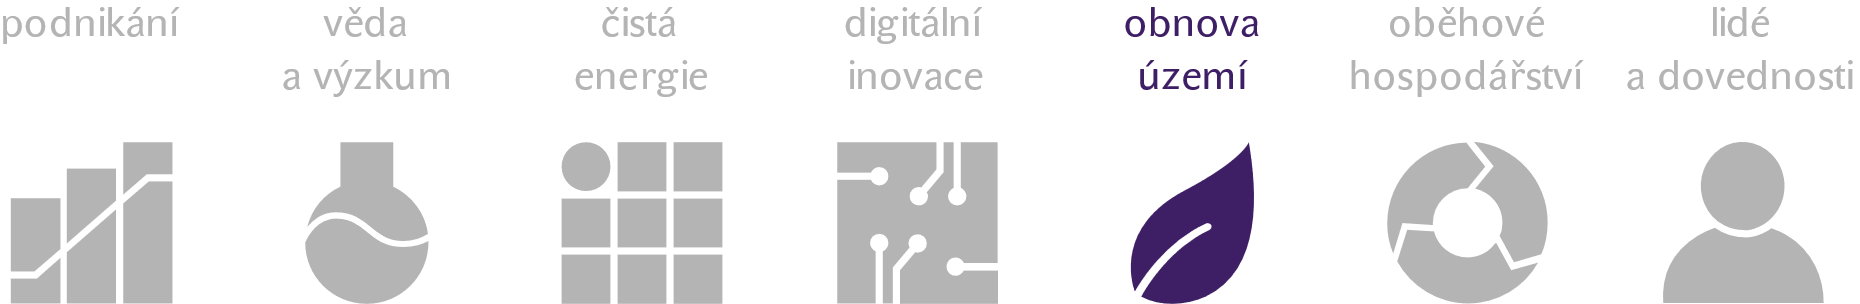 podnikání
věda
a výzkum
čistá
energie
digitální
inovace
obnova
území
oběhové
hospodářství
lidé
a dovednosti